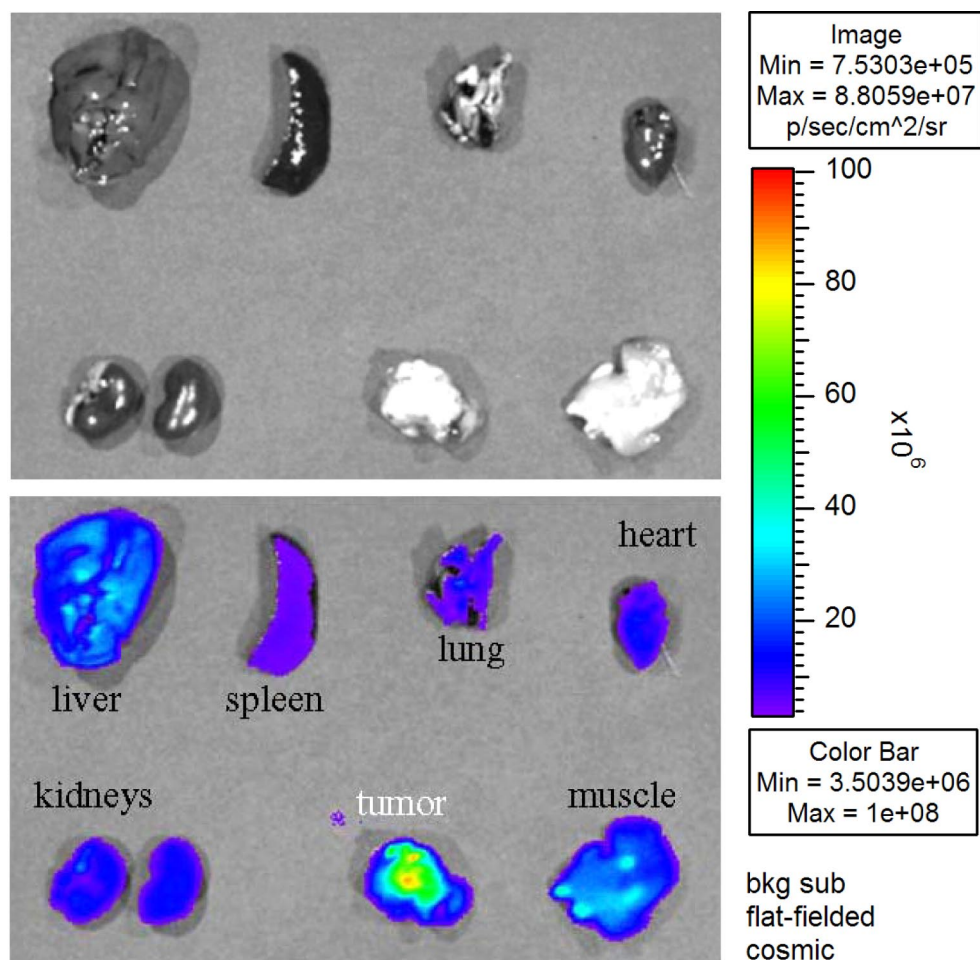 Image
Min = 7.5303e+05
Max = 8.8059e+07
p/sec/cm^2/sr
100
80
60
40
20
x10^6
heart
lung
liver
spleen
kidneys
tumor
muscle
Color Bar
Min = 3.5039e+06
Max = 1e+08
bkg sub
flat-fielded
cosmic